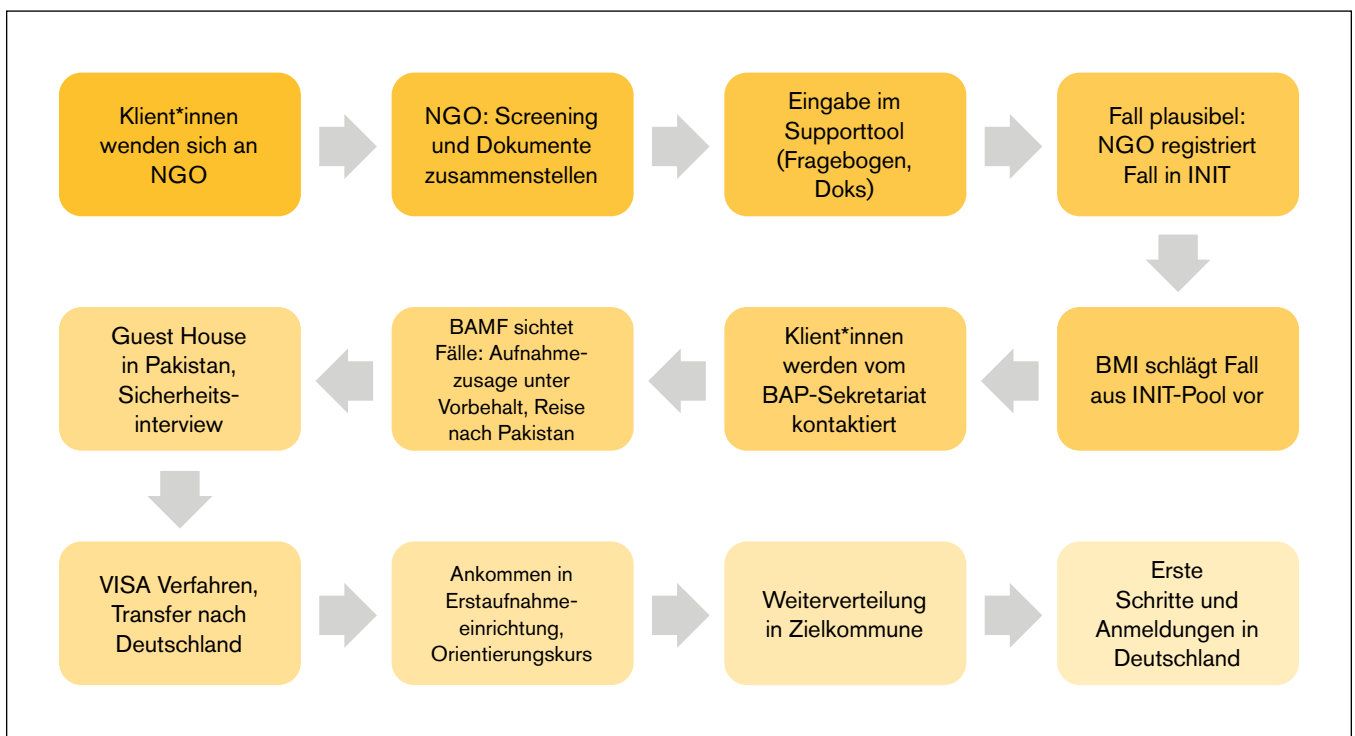 Klient*innen
wenden sich an
NGO
NGO: Screening
und Dokumente
zusammenstellen
Eingabe im
Supporttool
(Fragebogen,
Doks)
Fall plausibel:
NGO registriert
Fall in INIT
BMI schlägt Fall
aus INIT-Pool vor
Klient*innen
werden vom
BAP-Sekretariat
kontaktiert
BAMF sichtet
Fälle: Aufnahme-
zusage unter
Vorbehalt, Reise
nach Pakistan
Guest House
in Pakistan,
Sicherheits-
interview
VISA Verfahren,
Transfer nach
Deutschland
Ankommen in
Erstaufnahme-
einrichtung,
Orientierungskurs
Weiterverteilung
in Zielkommune
Erste
Schritte und
Anmeldungen in
Deutschland